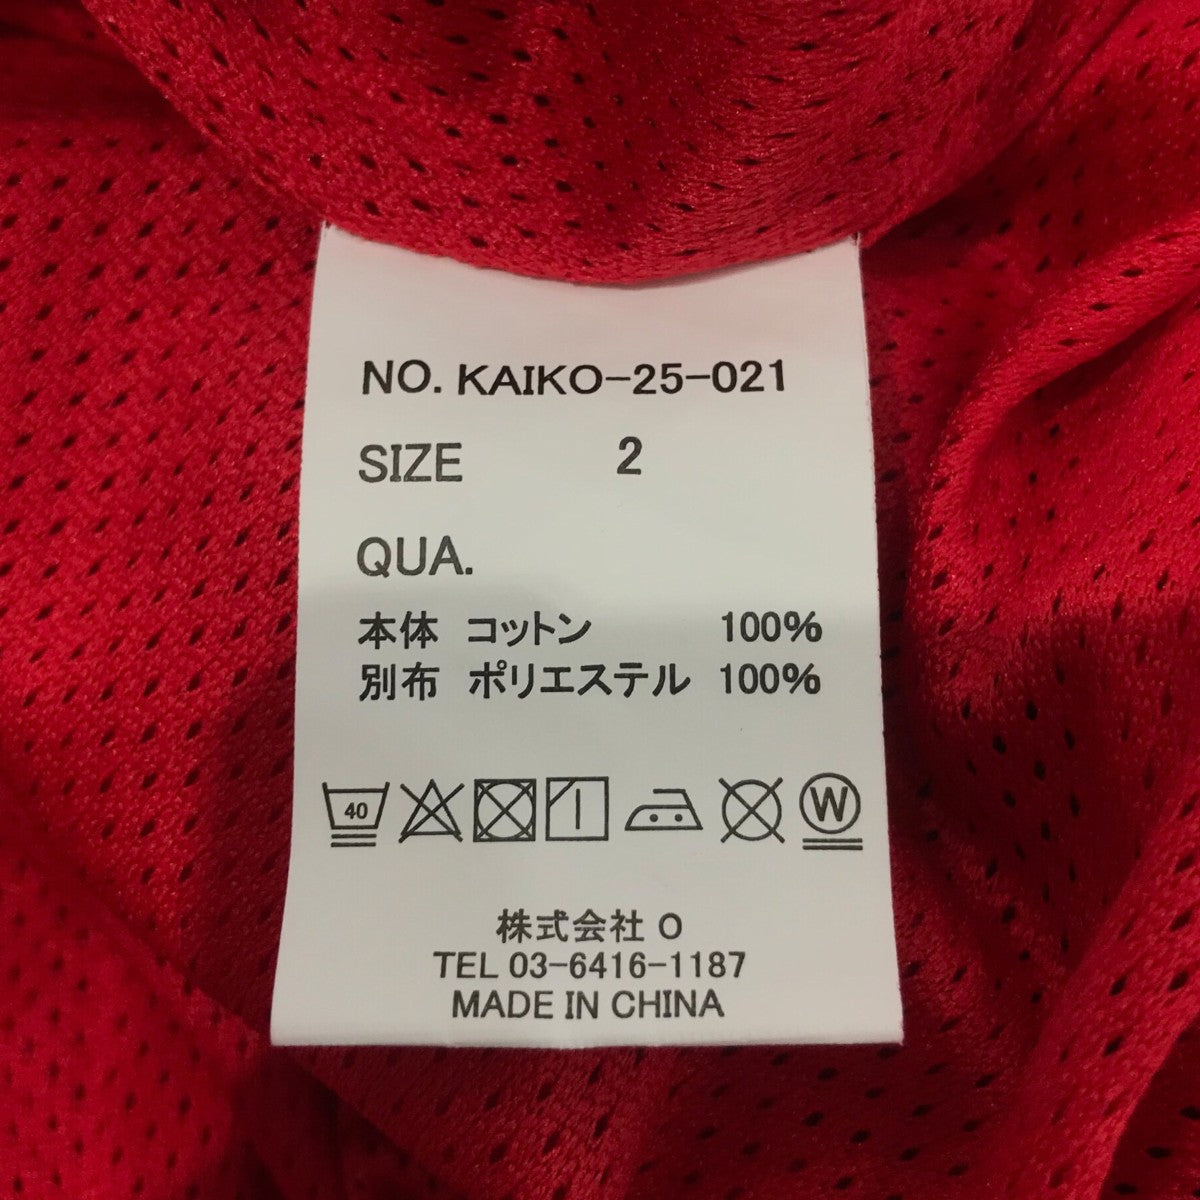 NO. KAIKO-25-021
SIZE 2
QUA.
本体 コットン 100%
別布 ポリエステル 100%
40 W
株式会社 O
TEL 03-6416-1187
MADE IN CHINA